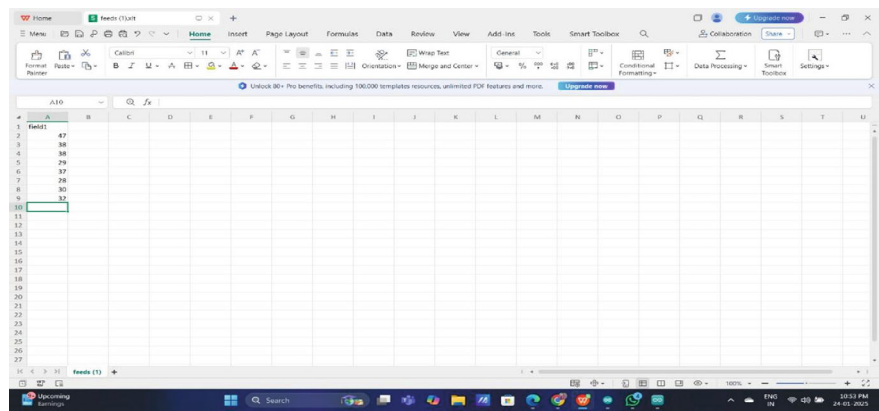 Home feeds (1).xlt +
Menu Home Insert Page Layout Formulas Data Review View Add-ins Tools Smart Toolbox Collaboration Share Upgrade now
Calibri 11 A+ A- Wrap Text General
Format Painter Paste B I U A Orientation Merge and Center Conditional Formatting Data Processing Smart Toolbox Settings
Unlock 80+ Pro benefits, including 100,000 templates resources, unlimited PDF features and more. Upgrade now
A10 fx
A B C D E F G H I J K L M N O P Q R S T U
1 field1
2 47
3 38
4 38
5 29
6 37
7 28
8 30
9 32
10
11
12
13
14
15
16
17
18
19
20
21
22
23
24
25
26
27
feeds (1) +
100%
Upcoming Earnings Search ENG IN 10:53 PM 24-01-2025